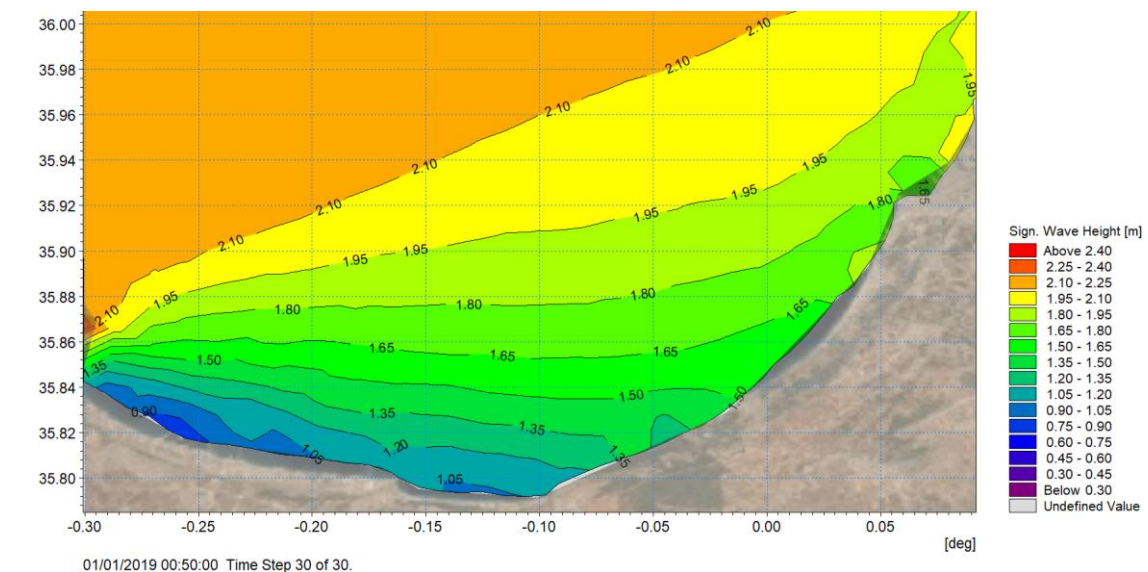 36.00
35.98
35.96
35.94
35.92
35.90
35.88
35.86
35.84
35.82
35.80
-0.30 -0.25 -0.20 -0.15 -0.10 -0.05 0.00 0.05
[deg]
2.10
2.10
2.10
2.10
2.10
2.10
2.10
1.95
1.95
1.95
1.95
1.95
1.95
1.95
1.65
1.80
1.80
1.80
1.80
1.65
1.65
1.65
1.65
1.50
1.50
1.50
1.35
1.35
1.35
1.35
1.20
0.90
1.05
1.05
Sign. Wave Height [m]
Above 2.40
2.25 - 2.40
2.10 - 2.25
1.95 - 2.10
1.80 - 1.95
1.65 - 1.80
1.50 - 1.65
1.35 - 1.50
1.20 - 1.35
1.05 - 1.20
0.90 - 1.05
0.75 - 0.90
0.60 - 0.75
0.45 - 0.60
0.30 - 0.45
Below 0.30
Undefined Value
01/01/2019 00:50:00 Time Step 30 of 30.